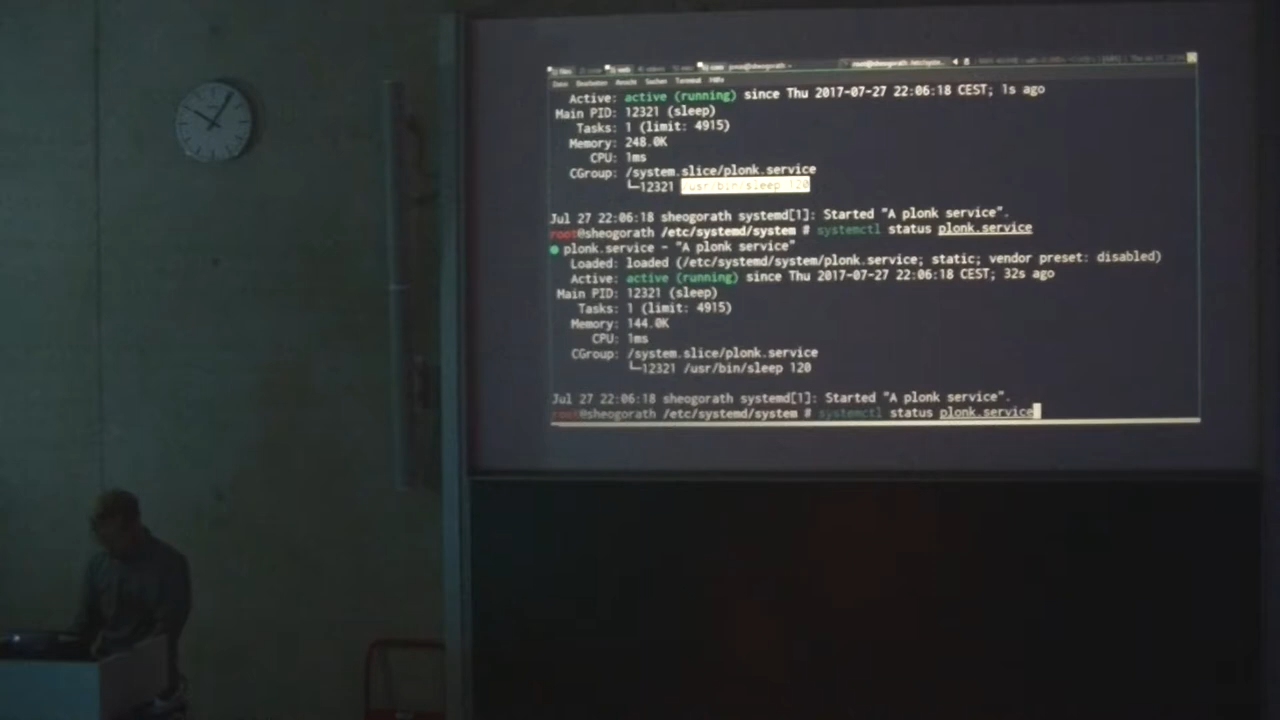 Active: active (running) since Thu 2017-07-27 22:06:18 CEST; 1s ago
Main PID: 12321 (sleep)
Tasks: 1 (limit: 4915)
Memory: 248.0K
CPU: 1ms
CGroup: /system.slice/plonk.service
└─12321 /usr/bin/sleep 120
Jul 27 22:06:18 sheogorath systemd[1]: Started "A plonk service".
root@sheogorath /etc/systemd/system # systemctl status plonk.service
● plonk.service - "A plonk service"
Loaded: loaded (/etc/systemd/system/plonk.service; static; vendor preset: disabled)
Active: active (running) since Thu 2017-07-27 22:06:18 CEST; 32s ago
Main PID: 12321 (sleep)
Tasks: 1 (limit: 4915)
Memory: 144.0K
CPU: 1ms
CGroup: /system.slice/plonk.service
└─12321 /usr/bin/sleep 120
Jul 27 22:06:18 sheogorath systemd[1]: Started "A plonk service".
root@sheogorath /etc/systemd/system # systemctl status plonk.service